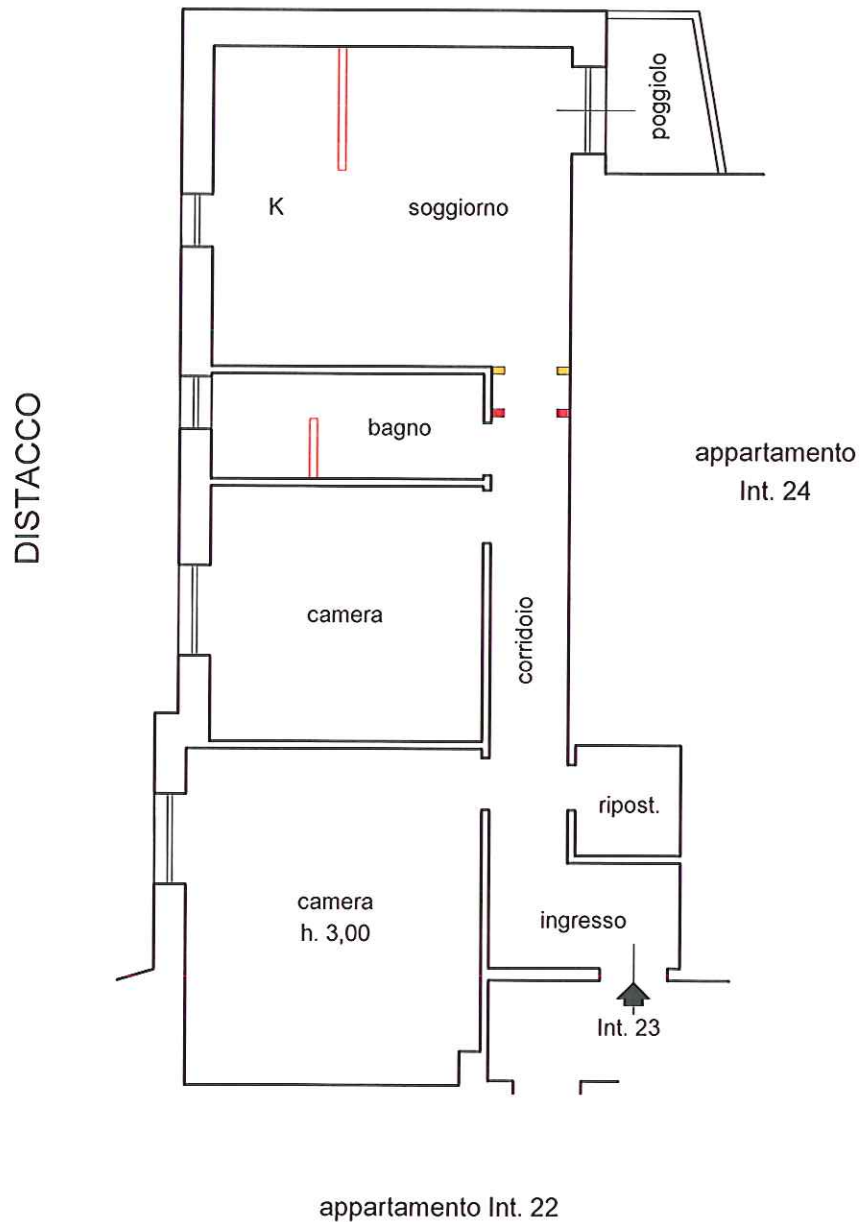 poggiolo
K
soggiorno
DISTACCO
bagno
appartamento
Int. 24
camera
corridoio
ripost.
camera
h. 3,00
ingresso
Int. 23
appartamento Int. 22